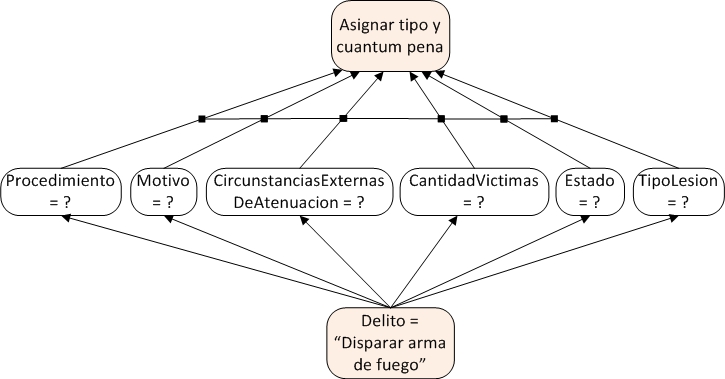 Asignar tipo y
cuantum pena
Procedimiento
= ?
Motivo
= ?
CircunstanciasExternas
DeAtenuacion = ?
CantidadVictimas
= ?
Estado
= ?
TipoLesion
= ?
Delito =
“Disparar arma
de fuego”